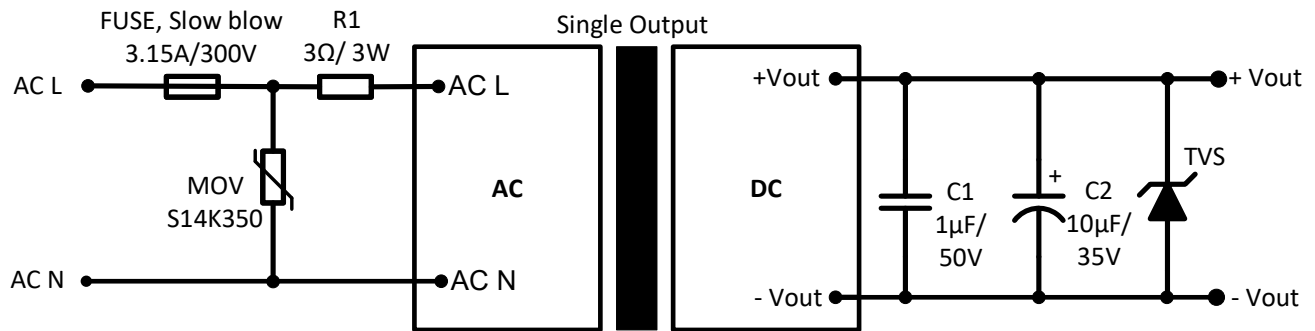 FUSE, Slow blow
3.15A/300V
R1
3Ω/ 3W
Single Output
AC L
AC L
+Vout
+ Vout
MOV
S14K350
AC
DC
C1
1µF/
50V
+
C2
10µF/
35V
TVS
AC N
AC N
- Vout
- Vout